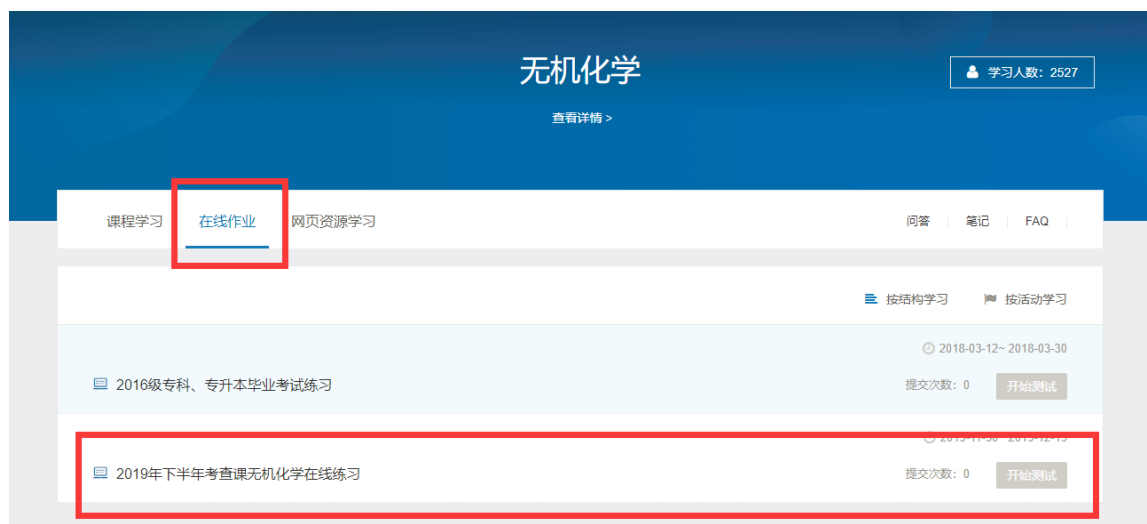 无机化学
学习人数：2527
查看详情 >
课程学习 在线作业 网页资源学习 问答 笔记 FAQ
按结构学习 按活动学习
2018-03-12~ 2018-03-30
2016级专科、专升本毕业考试练习 提交次数：0 开始测试
2019年下半年考查课无机化学在线练习 提交次数：0 开始测试